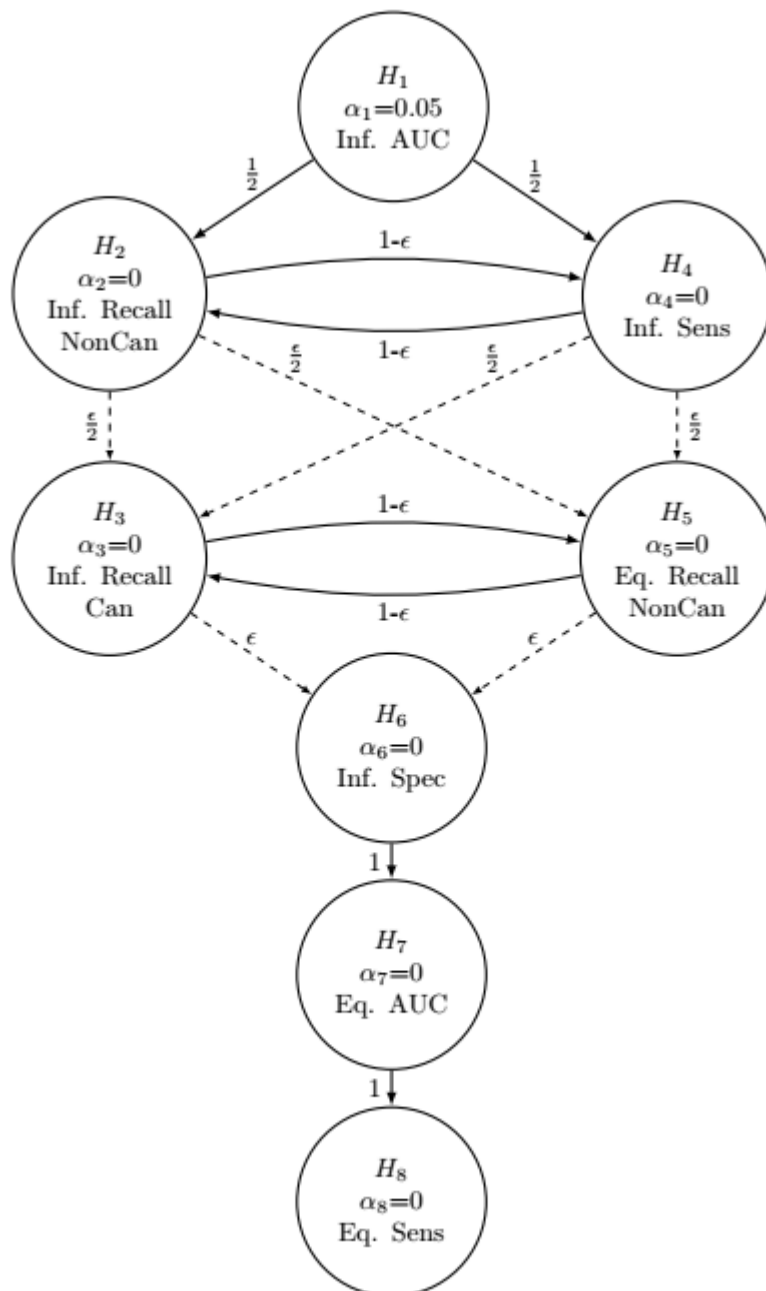 H₁
α₁=0.05
Inf. AUC
½
½
H₂
α₂=0
Inf. Recall
NonCan
1-ϵ
H₄
α₄=0
Inf. Sens
1-ϵ
ϵ/2
ϵ/2
ϵ/2
ϵ/2
H₃
α₃=0
Inf. Recall
Can
1-ϵ
H₅
α₅=0
Eq. Recall
NonCan
1-ϵ
ϵ
ϵ
H₆
α₆=0
Inf. Spec
1
H₇
α₇=0
Eq. AUC
1
H₈
α₈=0
Eq. Sens